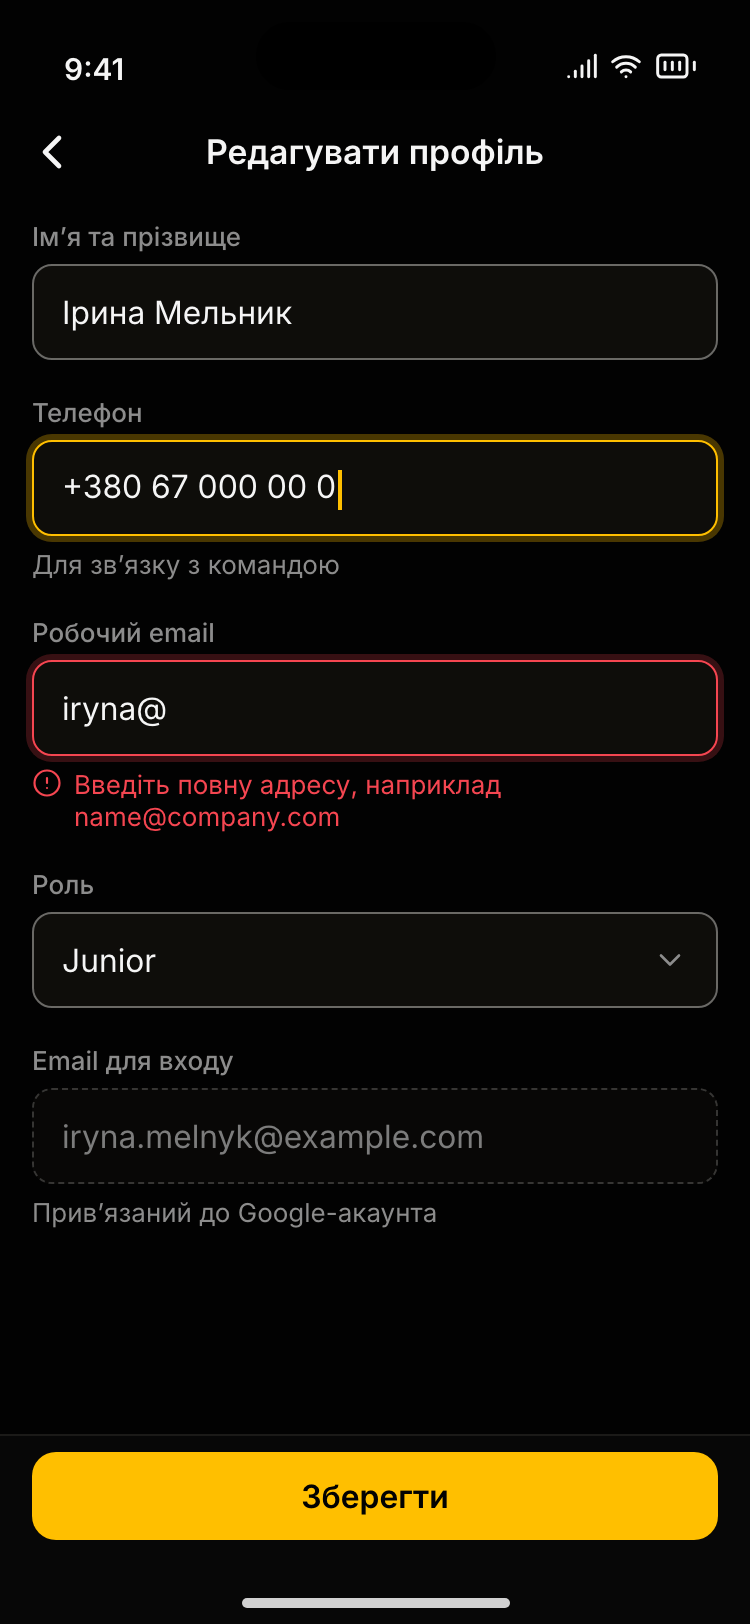 9:41
Редагувати профіль
Ім’я та прізвище
Ірина Мельник
Телефон
+380 67 000 00 0
Для зв’язку з командою
Робочий email
iryna@
Введіть повну адресу, наприклад
name@company.com
Роль
Junior
Email для входу
iryna.melnyk@example.com
Прив’язаний до Google-акаунта
Зберегти